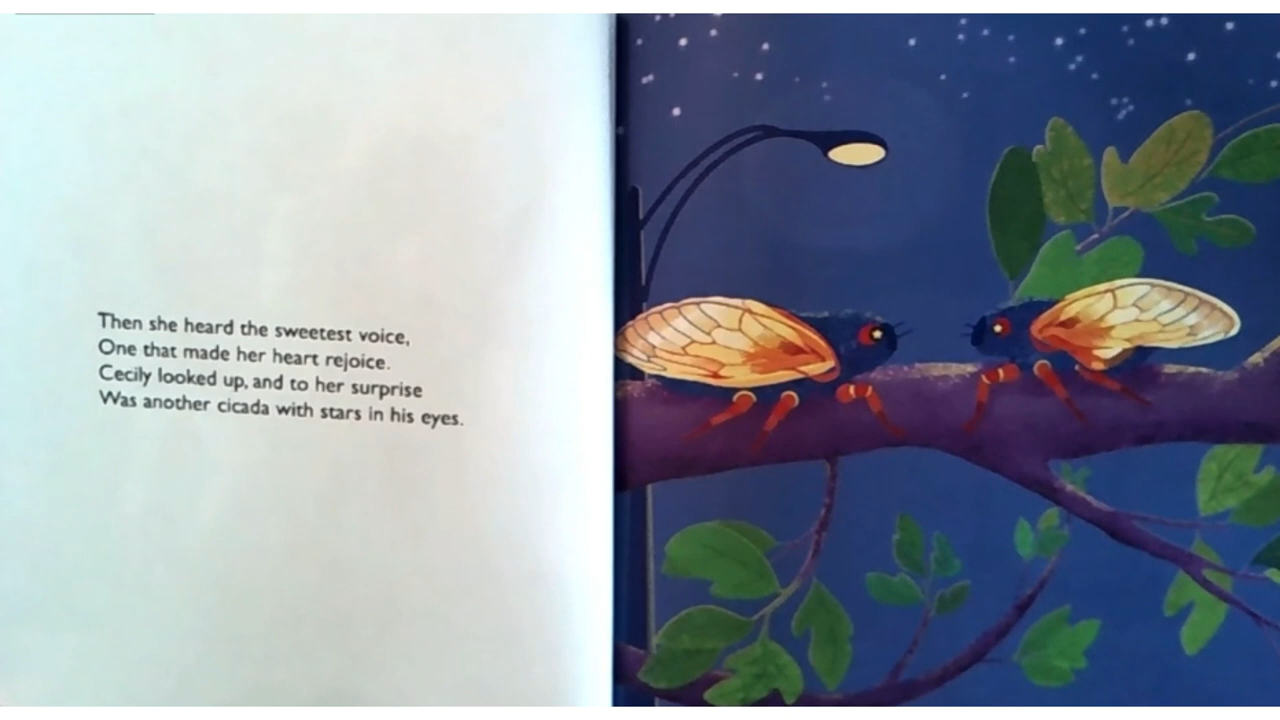 Then she heard the sweetest voice,
One that made her heart rejoice.
Cecily looked up, and to her surprise
Was another cicada with stars in his eyes.